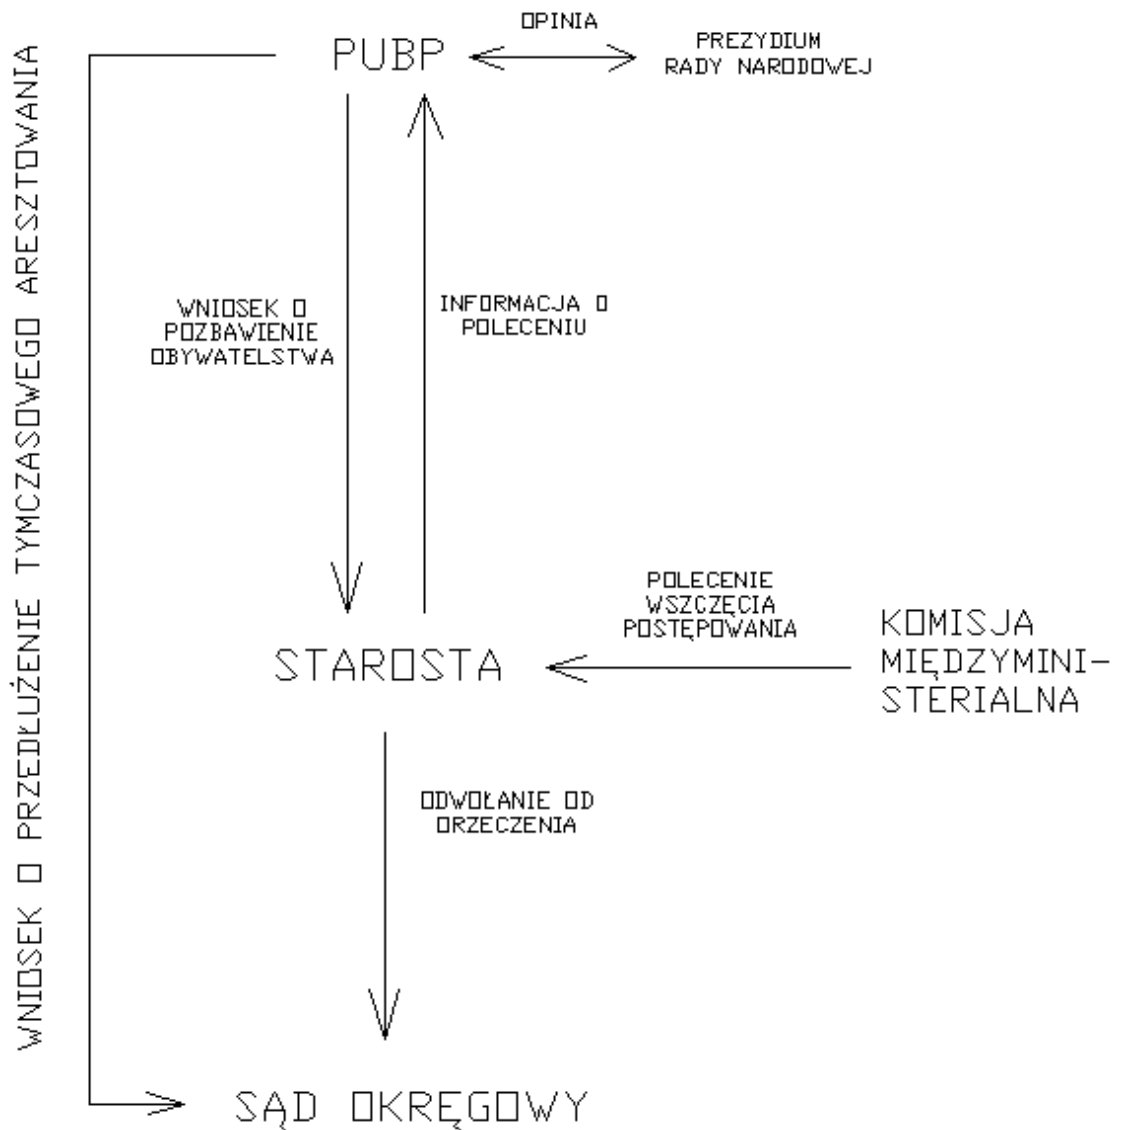 OPINIA
PUBP
PREZYDIUM
RADY NARODOWEJ
WNIOSEK O PRZEDŁUŻENIE TYMCZASOWEGO ARESZTOWANIA
WNIOSEK O
POZBAWIENIE
OBYWATELSTWA
INFORMACJA O
POLECENIU
POLECENIE
WSZCZĘCIA
POSTĘPOWANIA
STAROSTA
KOMISJA
MIĘDZYMINI-
STERIALNA
ODWOŁANIE OD
ORZECZENIA
SĄD OKRĘGOWY